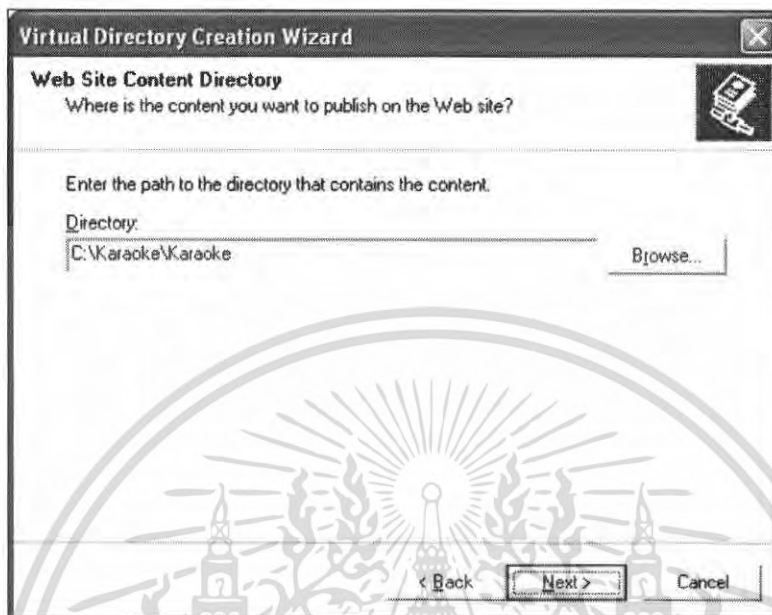 Virtual Directory Creation Wizard
Web Site Content Directory
Where is the content you want to publish on the Web site?
Enter the path to the directory that contains the content.
Directory:
C:\Karaoke\Karaoke
Browse...
< Back
Next >
Cancel